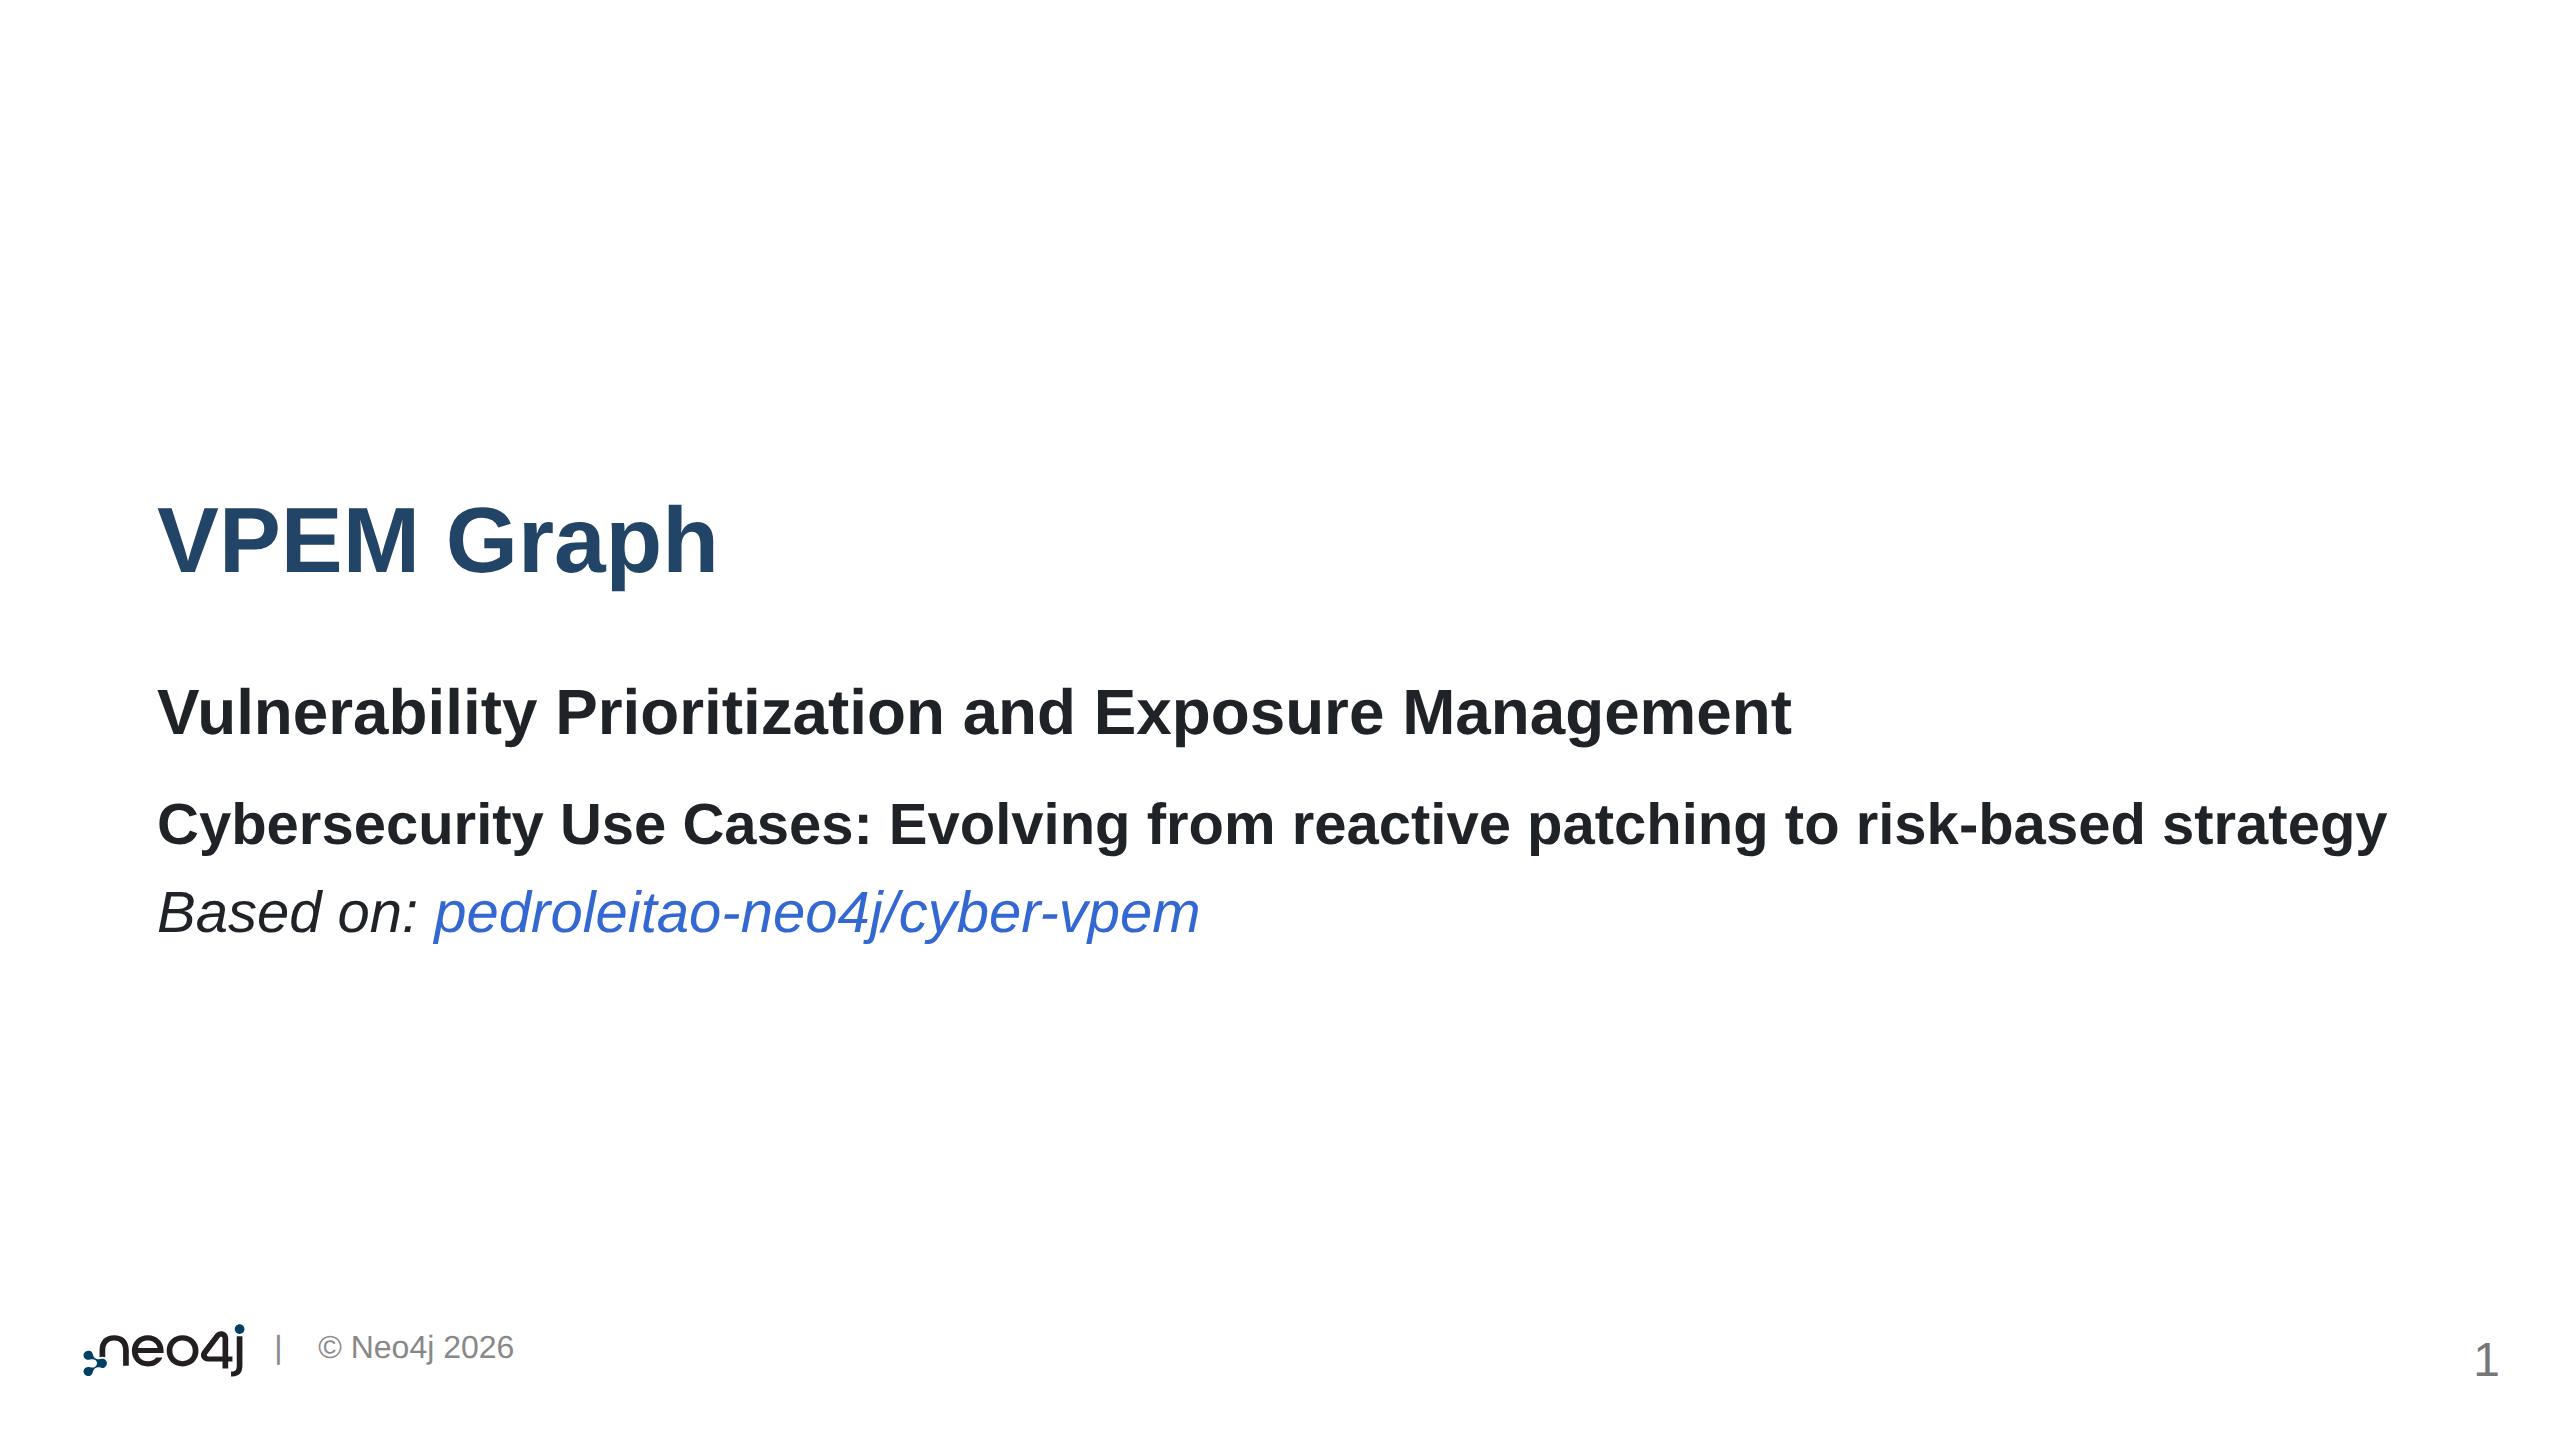 VPEM Graph
Vulnerability Prioritization and Exposure Management
Cybersecurity Use Cases: Evolving from reactive patching to risk-based strategy
Based on: pedroleitao-neo4j/cyber-vpem
neo4j | © Neo4j 2026
1